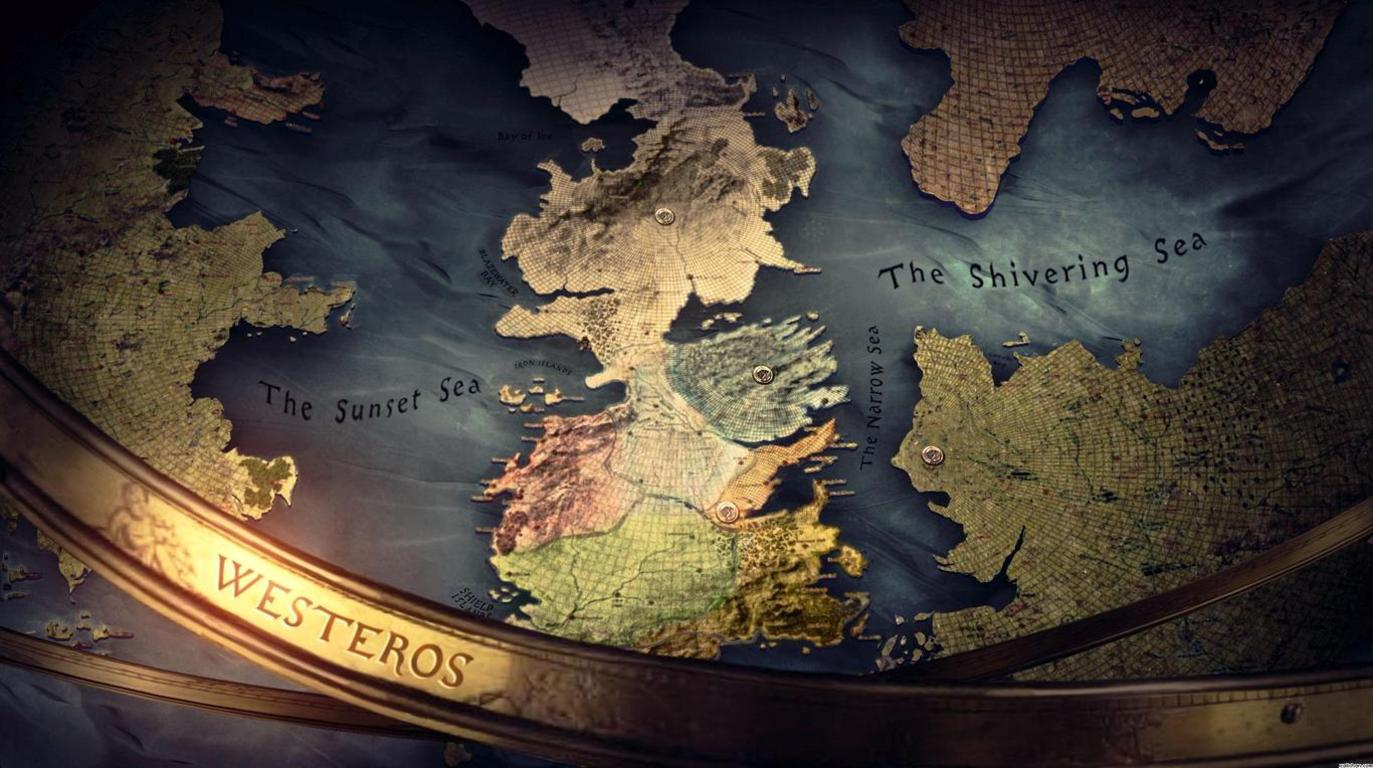 Bay of Ice
The Shivering Sea
BLAZEWATER
BAY
The Narrow Sea
IRON ISLANDS
The Sunset Sea
SHIELD
ISLANDS
WESTEROS